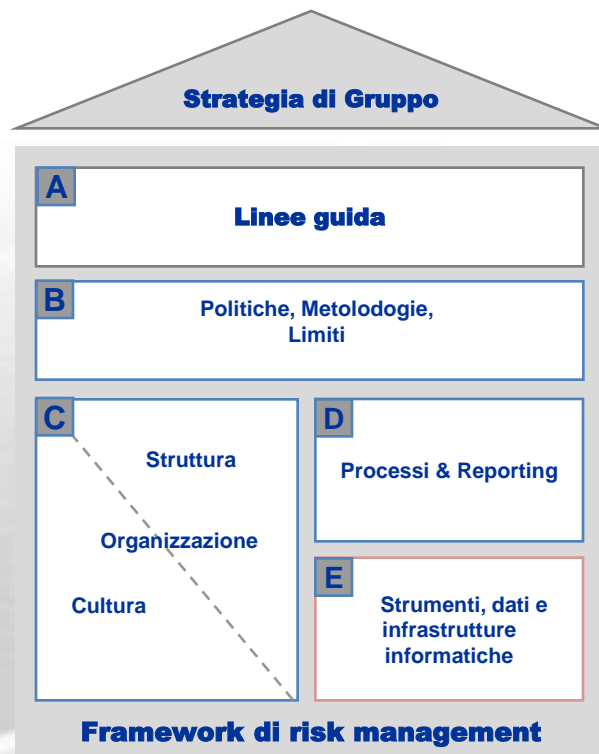 Strategia di Gruppo
A
Linee guida
B
Politiche, Metolodogie,
Limiti
C
Struttura
Organizzazione
Cultura
D
Processi & Reporting
E
Strumenti, dati e
infrastrutture
informatiche
Framework di risk management